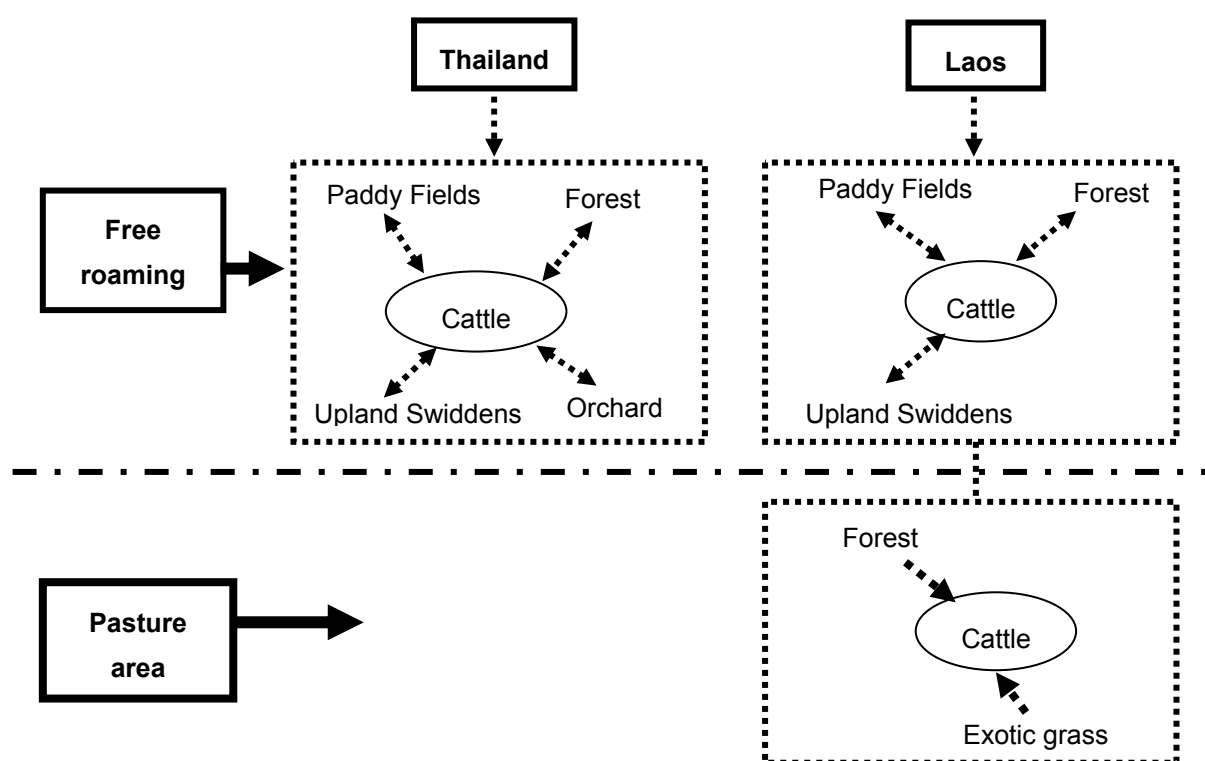 Thailand
Laos
Free
roaming
Paddy Fields
Forest
Cattle
Upland Swiddens
Orchard
Paddy Fields
Forest
Cattle
Upland Swiddens
Pasture
area
Forest
Cattle
Exotic grass